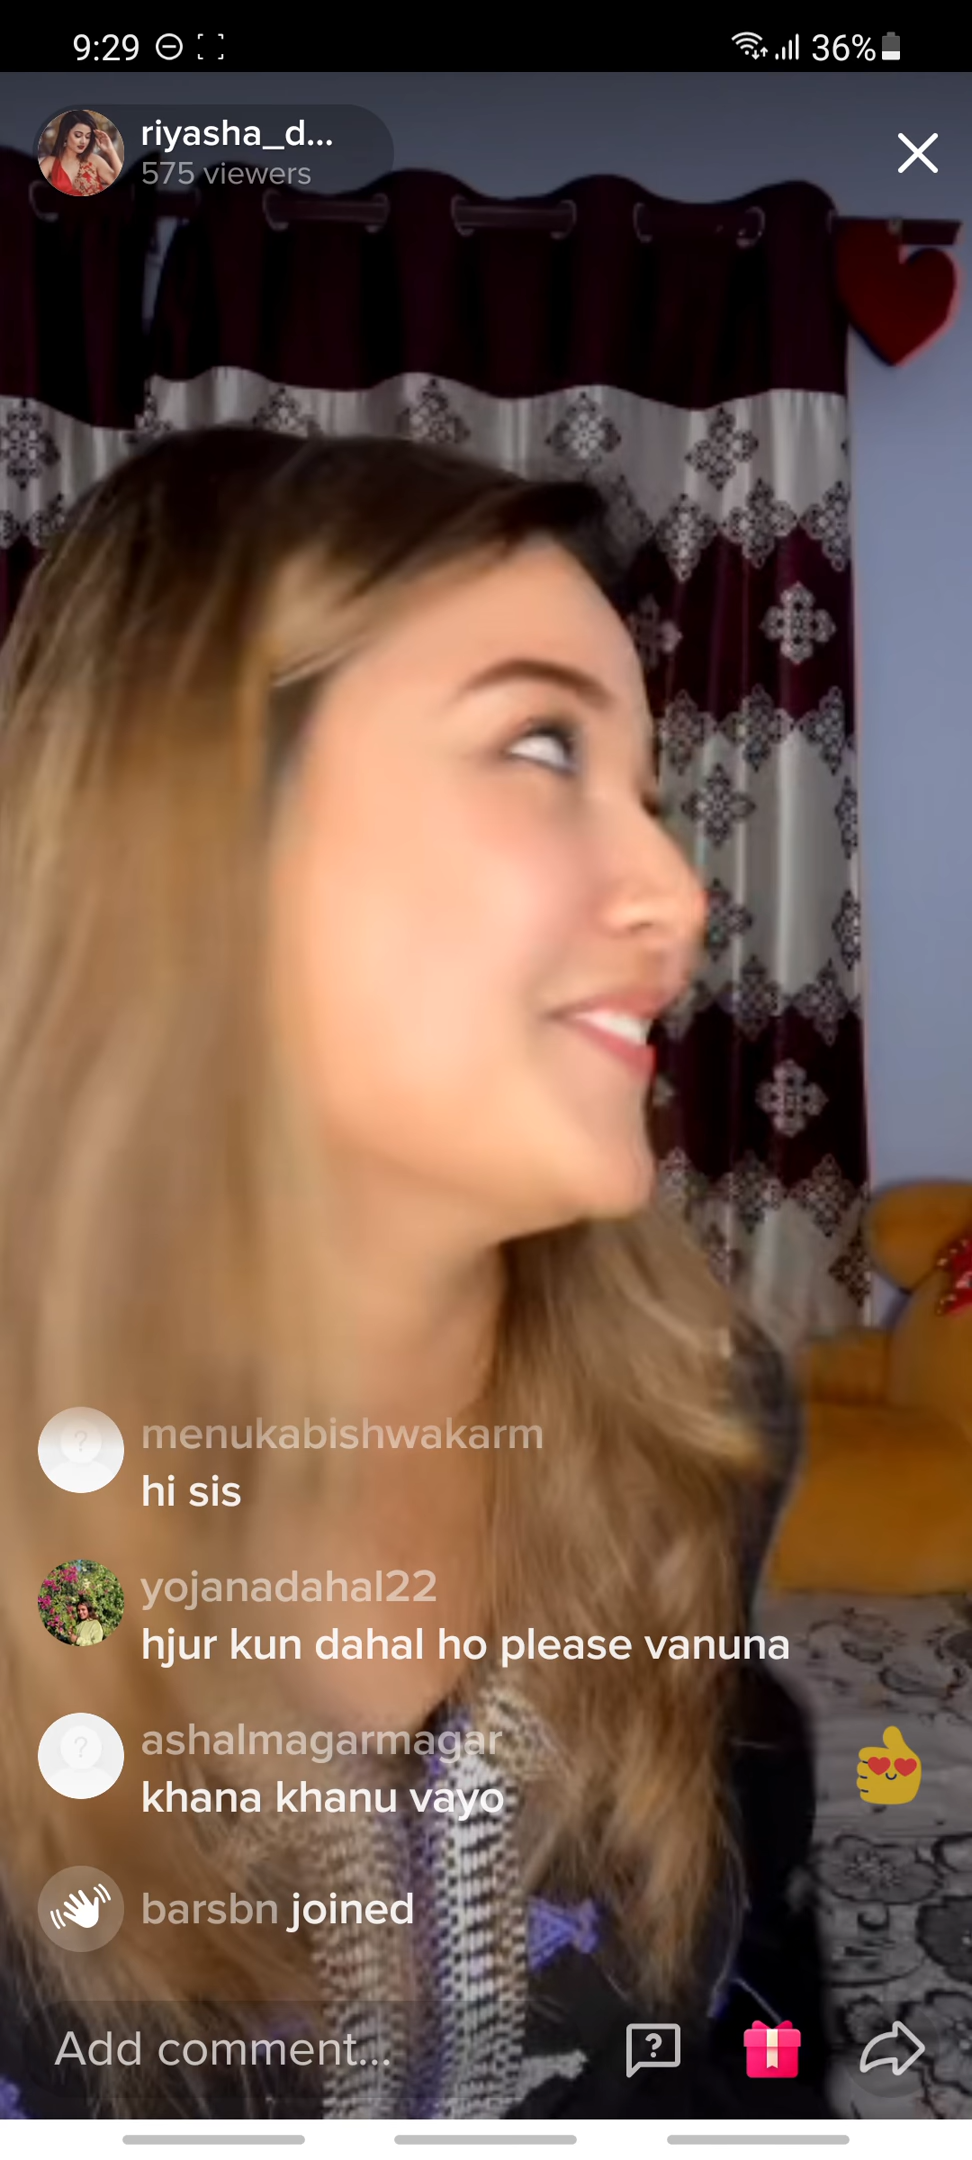 9:29
36%
riyasha_d...
575 viewers
menukabishwakarm
hi sis
yojanadahal22
hjur kun dahal ho please vanuna
ashalmagarmagar
khana khanu vayo
barsbn joined
Add comment...